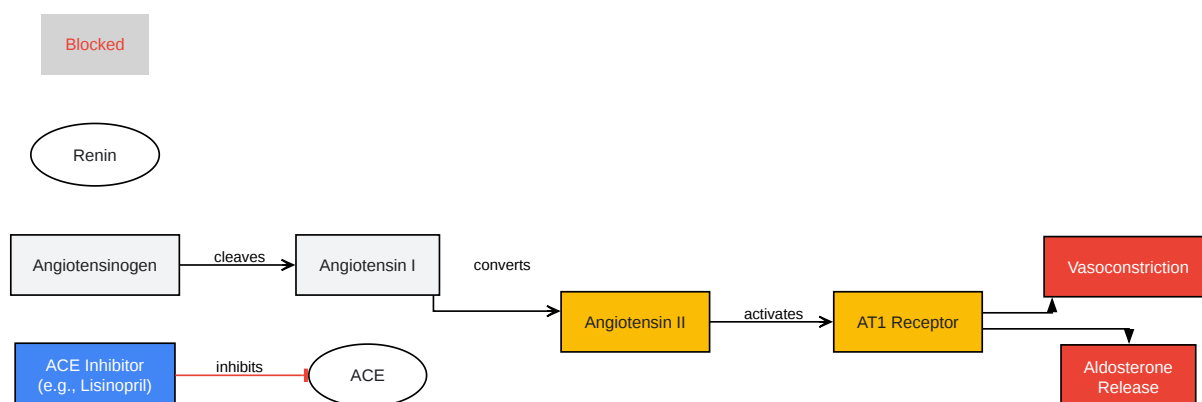 Blocked
Renin
Angiotensinogen
cleaves
Angiotensin I
converts
Vasoconstriction
Angiotensin II
activates
AT1 Receptor
ACE Inhibitor
(e.g., Lisinopril)
inhibits
ACE
Aldosterone
Release